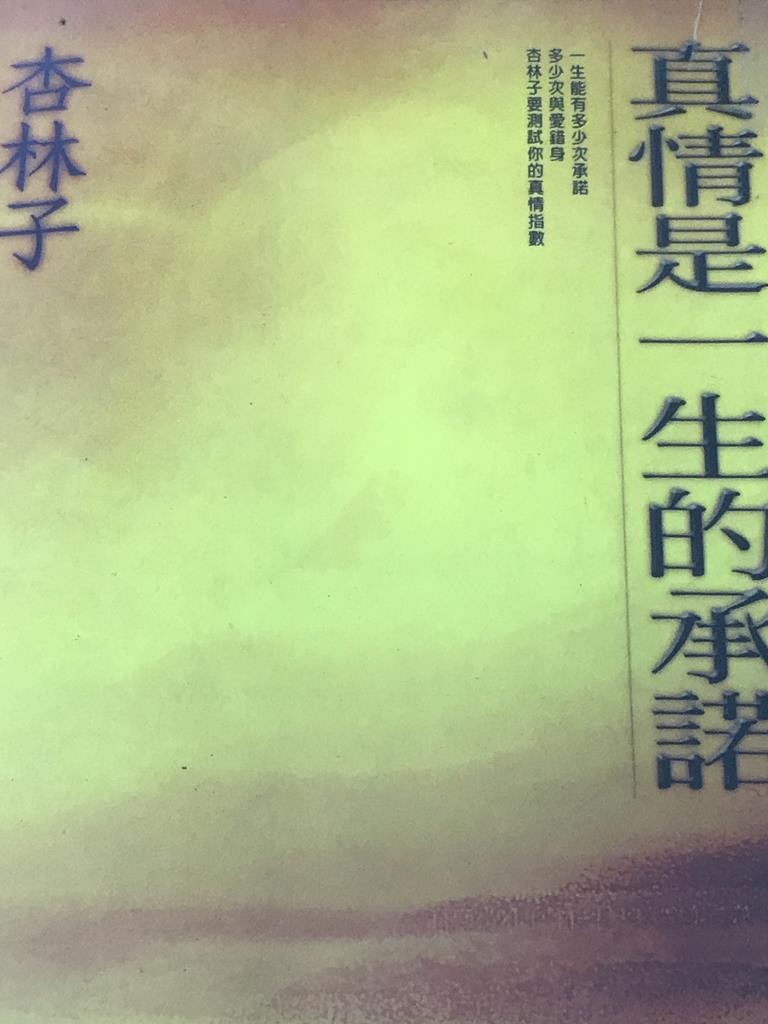 真情是一生的承諾
一生能有多少次承諾
多少次與愛錯身
杏林子要測試你的真情指數
杏林子